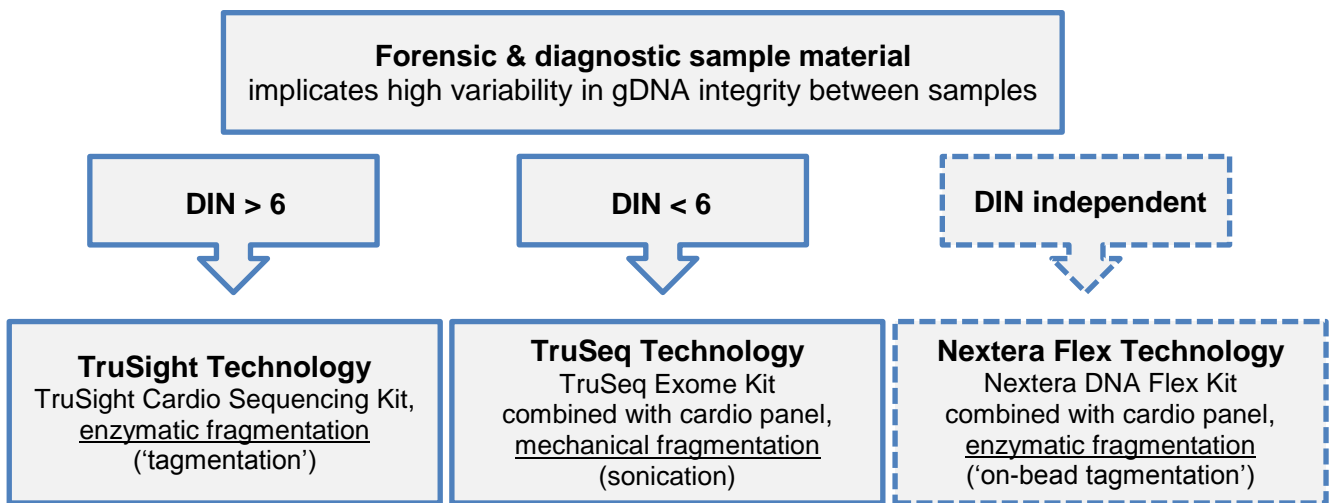 Forensic & diagnostic sample material
implicates high variability in gDNA integrity between samples
DIN > 6
DIN < 6
DIN independent
TruSight Technology
TruSight Cardio Sequencing Kit,
enzymatic fragmentation
(‘tagmentation’)
TruSeq Technology
TruSeq Exome Kit
combined with cardio panel,
mechanical fragmentation
(sonication)
Nextera Flex Technology
Nextera DNA Flex Kit
combined with cardio panel,
enzymatic fragmentation
(‘on-bead tagmentation’)